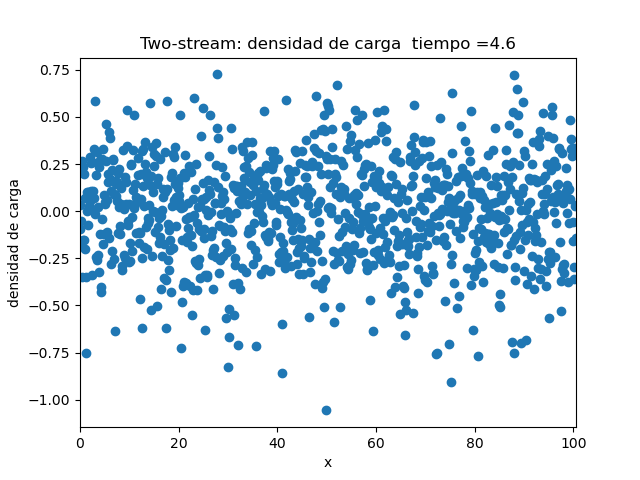 Two-stream: densidad de carga  tiempo =4.6
densidad de carga
0.75
0.50
0.25
0.00
−0.25
−0.50
−0.75
−1.00
0 20 40 60 80 100
x